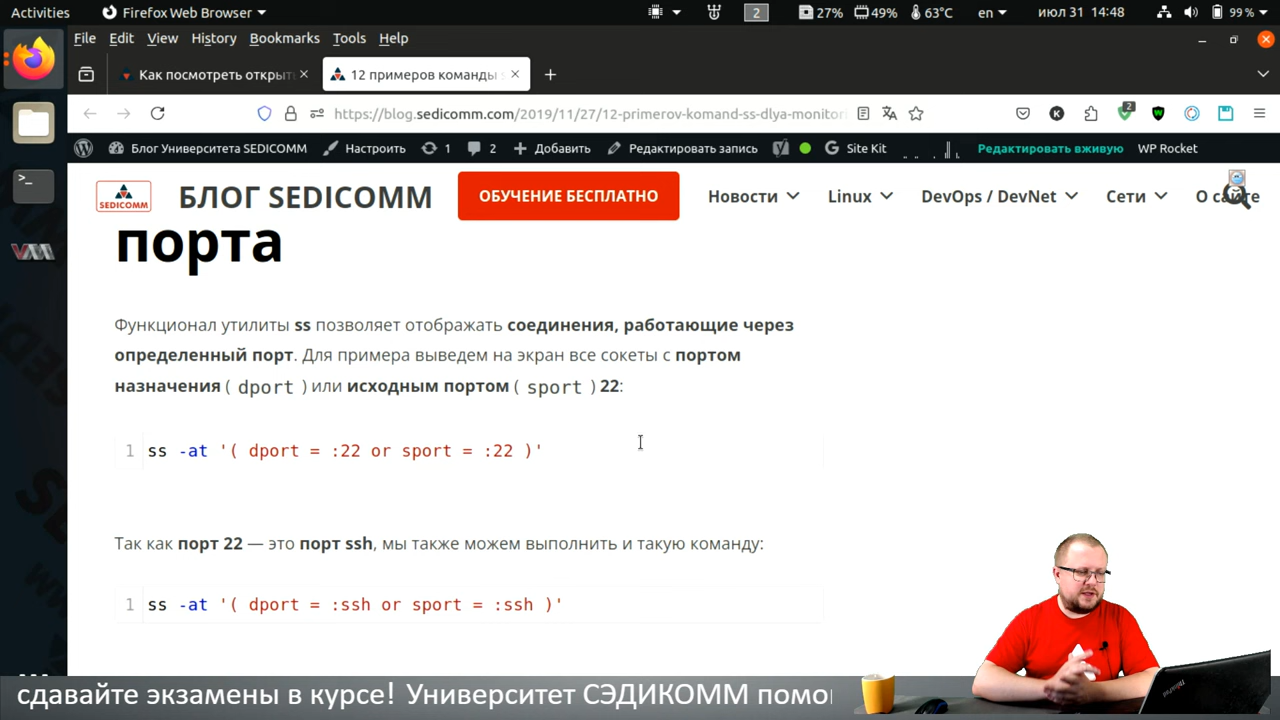 Activities
Firefox Web Browser
2
27%
49%
63°C
en
июл 31 14:48
99 %
File Edit View History Bookmarks Tools Help
Как посмотреть открыт
12 примеров команды
https://blog.sedicomm.com/2019/11/27/12-primerov-komand-ss-dlya-monitor
K
2
Блог Университета SEDICOMM
Настроить
1
2
Добавить
Редактировать запись
Site Kit
Редактировать вживую
WP Rocket
SEDICOMM
БЛОГ SEDICOMM
ОБУЧЕНИЕ БЕСПЛАТНО
Новости
Linux
DevOps / DevNet
Сети
О сайте
порта
Функционал утилиты ss позволяет отображать соединения, работающие через
определенный порт. Для примера выведем на экран все сокеты с портом
назначения ( dport ) или исходным портом ( sport ) 22:
1 ss -at '( dport = :22 or sport = :22 )'
Так как порт 22 — это порт ssh, мы также можем выполнить и такую команду:
1 ss -at '( dport = :ssh or sport = :ssh )'
сдавайте экзамены в курсе! Университет СЭДИКОММ помо